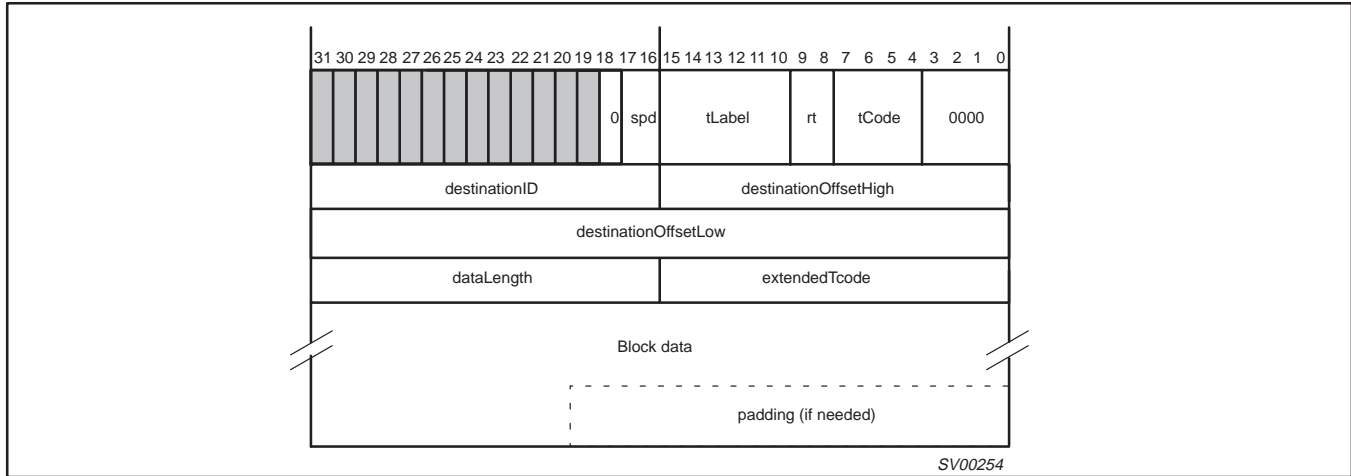 31 30 29 28 27 26 25 24 23 22 21 20 19 18 17 16 15 14 13 12 11 10 9 8 7 6 5 4 3 2 1 0
0 spd tLabel rt tCode 0000
destinationID destinationOffsetHigh
destinationOffsetLow
dataLength extendedTcode
Block data
padding (if needed)
SV00254